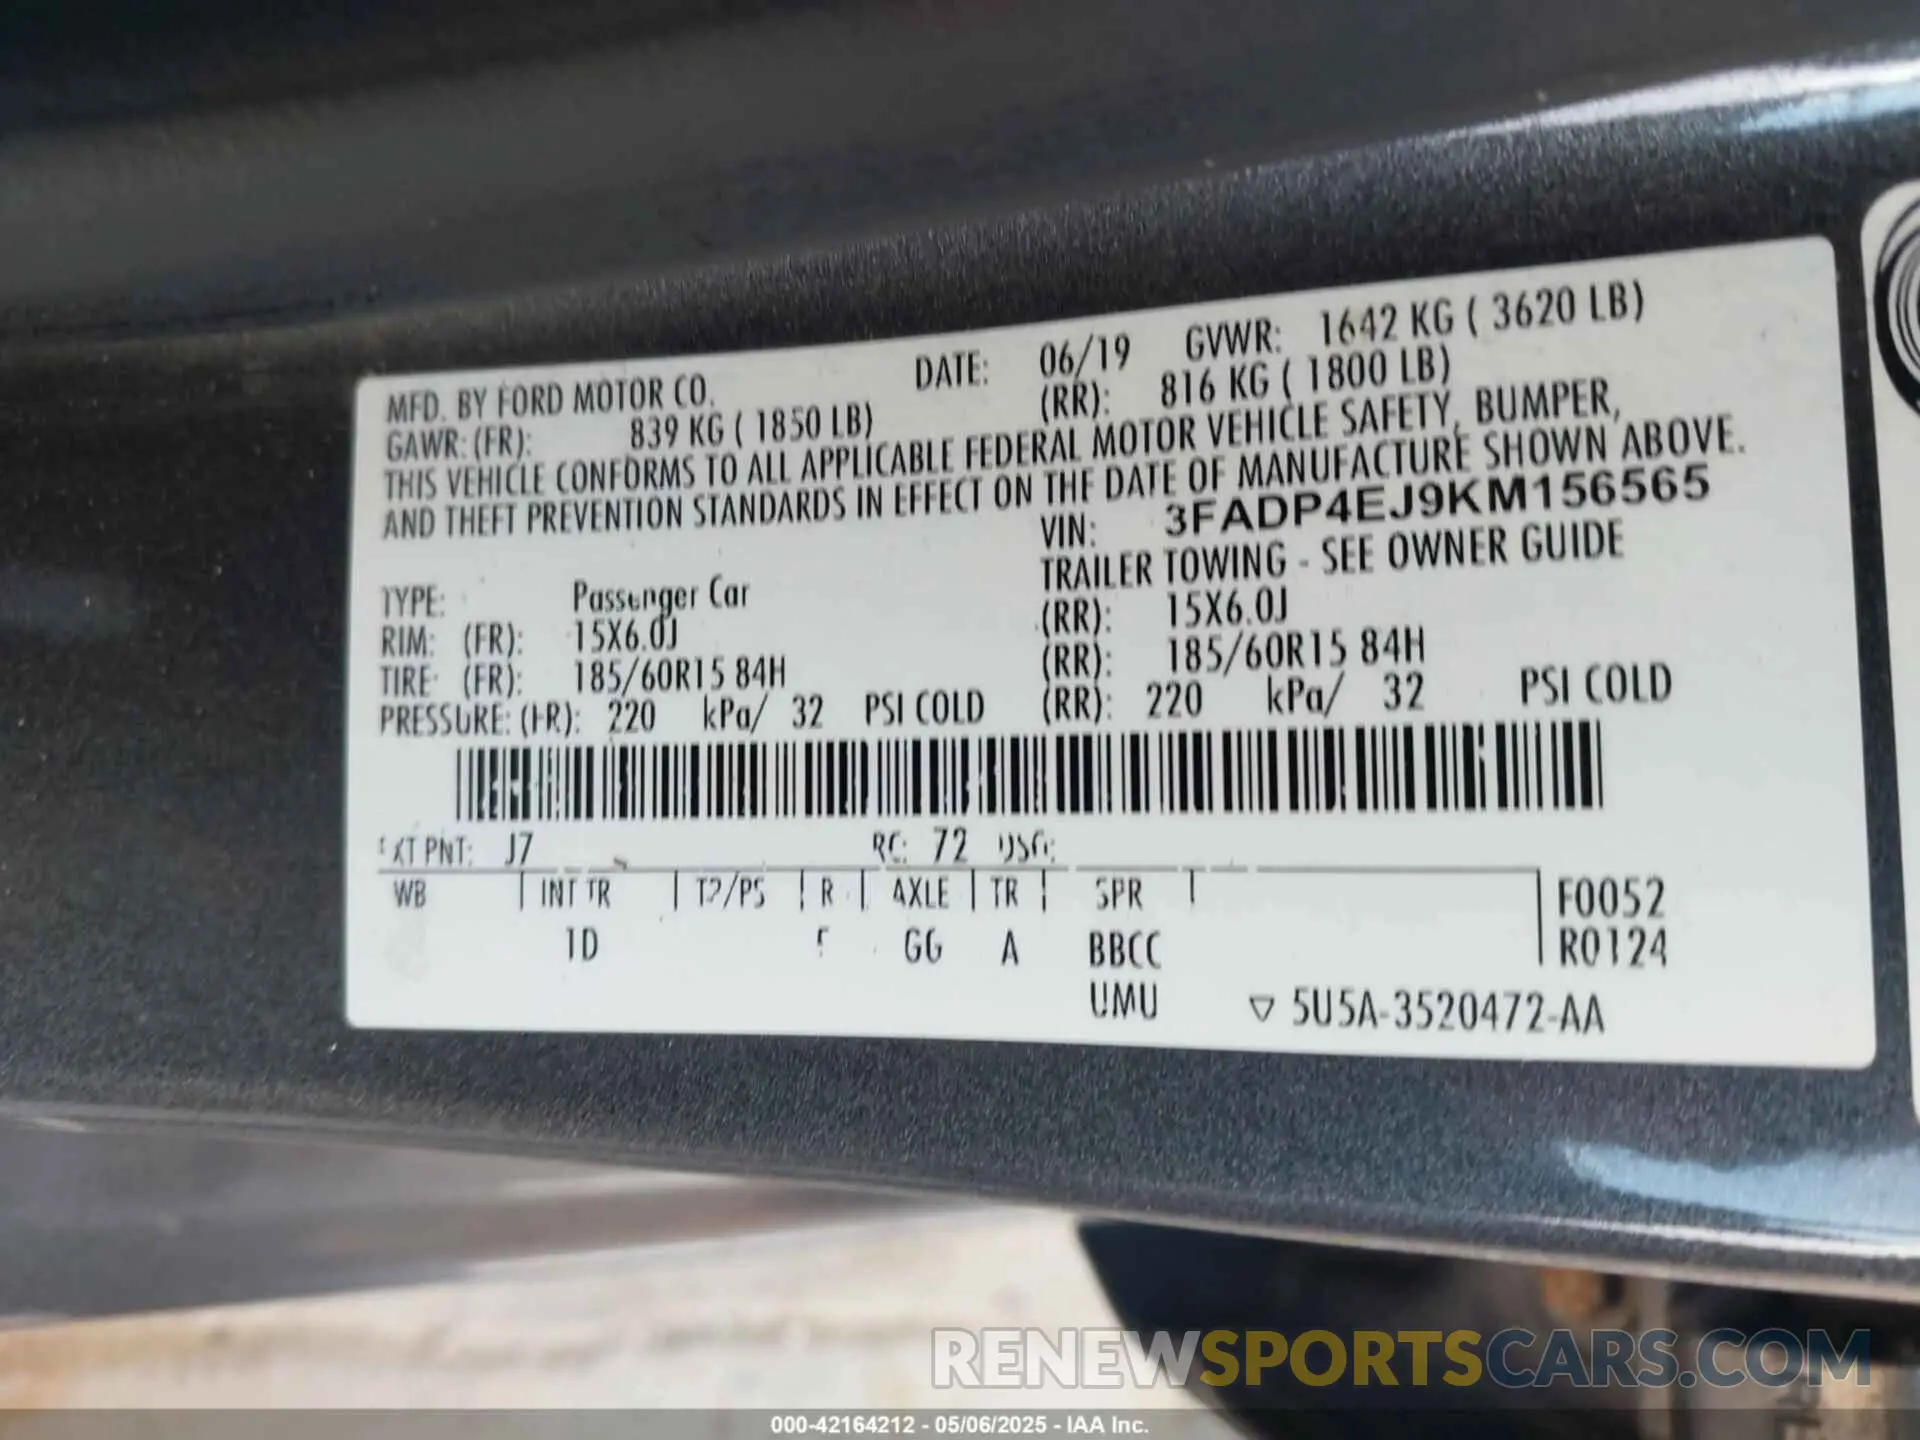 MFD. BY FORD MOTOR CO. DATE: 06/19 GVWR: 1642 KG ( 3620 LB)
GAWR: (FR): 839 KG ( 1850 LB) (RR): 816 KG ( 1800 LB)
THIS VEHICLE CONFORMS TO ALL APPLICABLE FEDERAL MOTOR VEHICLE SAFETY, BUMPER,
AND THEFT PREVENTION STANDARDS IN EFFECT ON THE DATE OF MANUFACTURE SHOWN ABOVE.
VIN: 3FADP4EJ9KM156565
TRAILER TOWING - SEE OWNER GUIDE
TYPE: Passenger Car
RIM: (FR): 15X6.0J (RR): 15X6.0J
TIRE (FR): 185/60R15 84H (RR): 185/60R15 84H
PRESSURE: (FR): 220 kPa/ 32 PSI COLD (RR): 220 kPa/ 32 PSI COLD
EXT PNT: J7 RC: 72 DSO:
WB | INT TR | TP/PS | R | AXLE | TR | SPR | F0052
1D GG A BBCC R0124
UMU ▽ 5U5A-3520472-AA
RENEWSPORTSCARS.COM
000-42164212 - 05/06/2025 - IAA Inc.